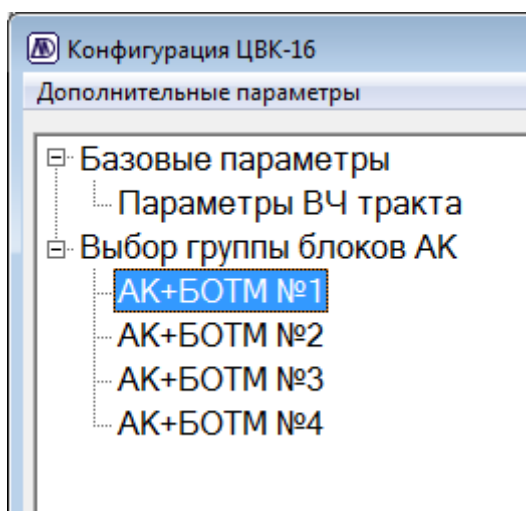 Конфигурация ЦВК-16
Дополнительные параметры
Базовые параметры
Параметры ВЧ тракта
Выбор группы блоков АК
АК+БОТМ №1
АК+БОТМ №2
АК+БОТМ №3
АК+БОТМ №4